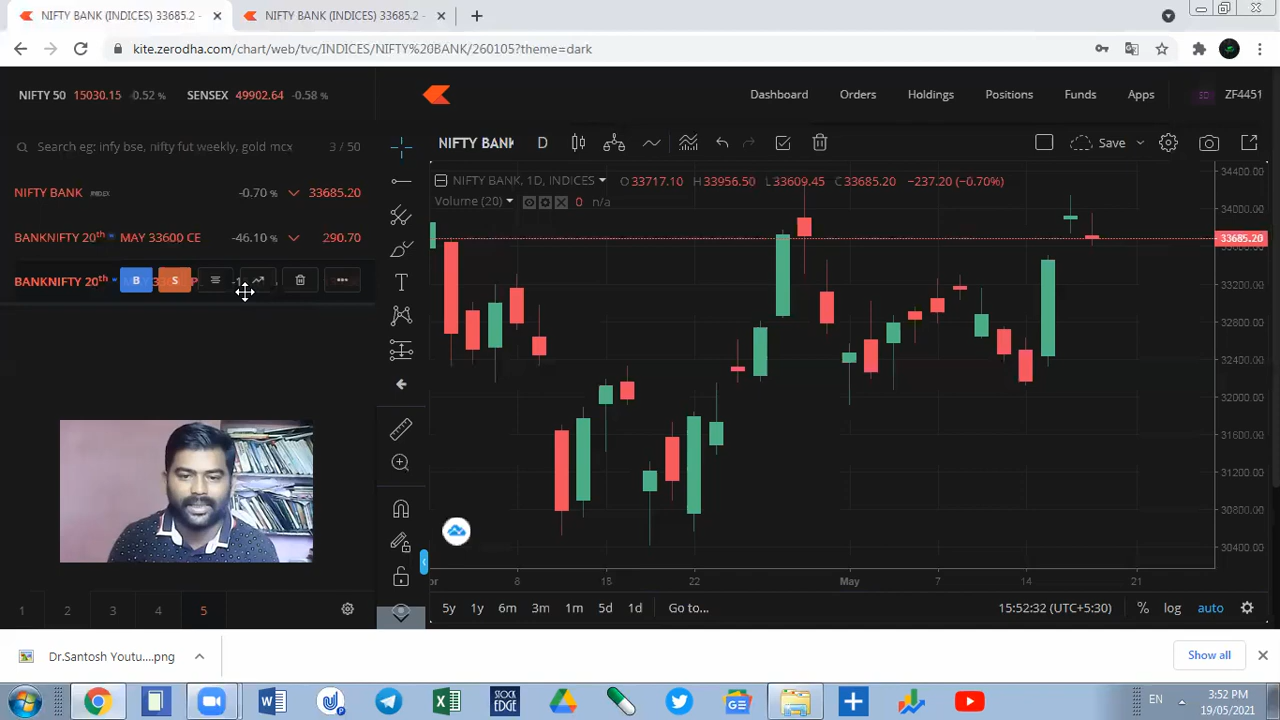 NIFTY BANK (INDICES) 33685.2 -
NIFTY BANK (INDICES) 33685.2 -
kite.zerodha.com/chart/web/tvc/INDICES/NIFTY%20BANK/260105?theme=dark
NIFTY 50 15030.15 -0.52 % SENSEX 49902.64 -0.58 %
Dashboard Orders Holdings Positions Funds Apps ZF4451
Search eg: infy bse, nifty fut weekly, gold mcx 3 / 50
NIFTY BANK D Save
NIFTY BANK INDEX -0.70 % 33685.20
NIFTY BANK, 1D, INDICES O33717.10 H33956.50 L33609.45 C33685.20 −237.20 (−0.70%)
Volume (20) 0 n/a
BANKNIFTY 20th MAY 33600 CE -46.10 % 290.70
BANKNIFTY 20th B S
34400.00
34000.00
33685.20
33200.00
32800.00
32400.00
32000.00
31600.00
31200.00
30800.00
30400.00
8 22 May 7 14 21
1 2 3 4 5
5y 1y 6m 3m 1m 5d 1d Go to... 15:52:32 (UTC+5:30) % log auto
Dr.Santosh Youtu....png Show all
W STOCK EDGE EN 3:52 PM
19/05/2021